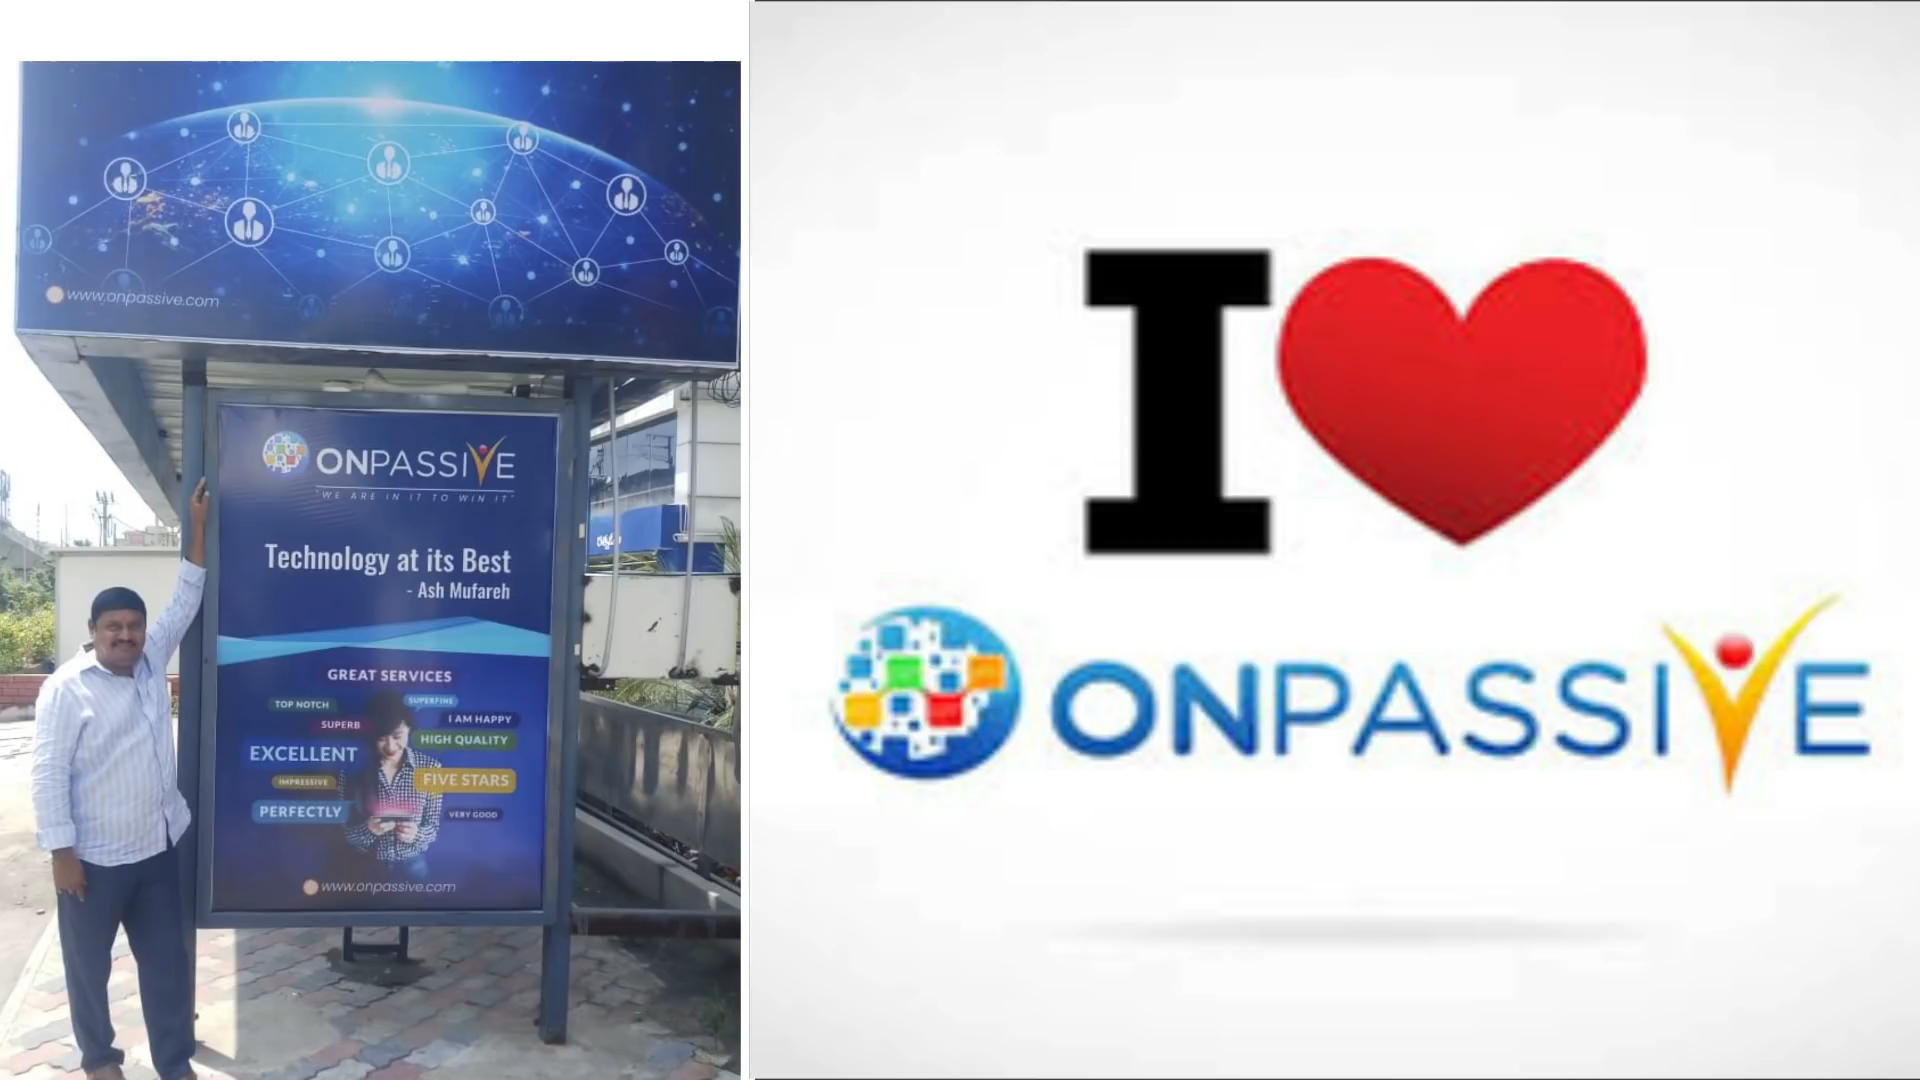 www.onpassive.com
ONPASSIVE
"WE ARE IN IT TO WIN IT"
Technology at its Best
- Ash Mufareh
GREAT SERVICES
TOP NOTCH
SUPERFINE
SUPERB
I AM HAPPY
EXCELLENT
HIGH QUALITY
IMPRESSIVE
FIVE STARS
PERFECTLY
VERY GOOD
www.onpassive.com
I
ONPASSIVE